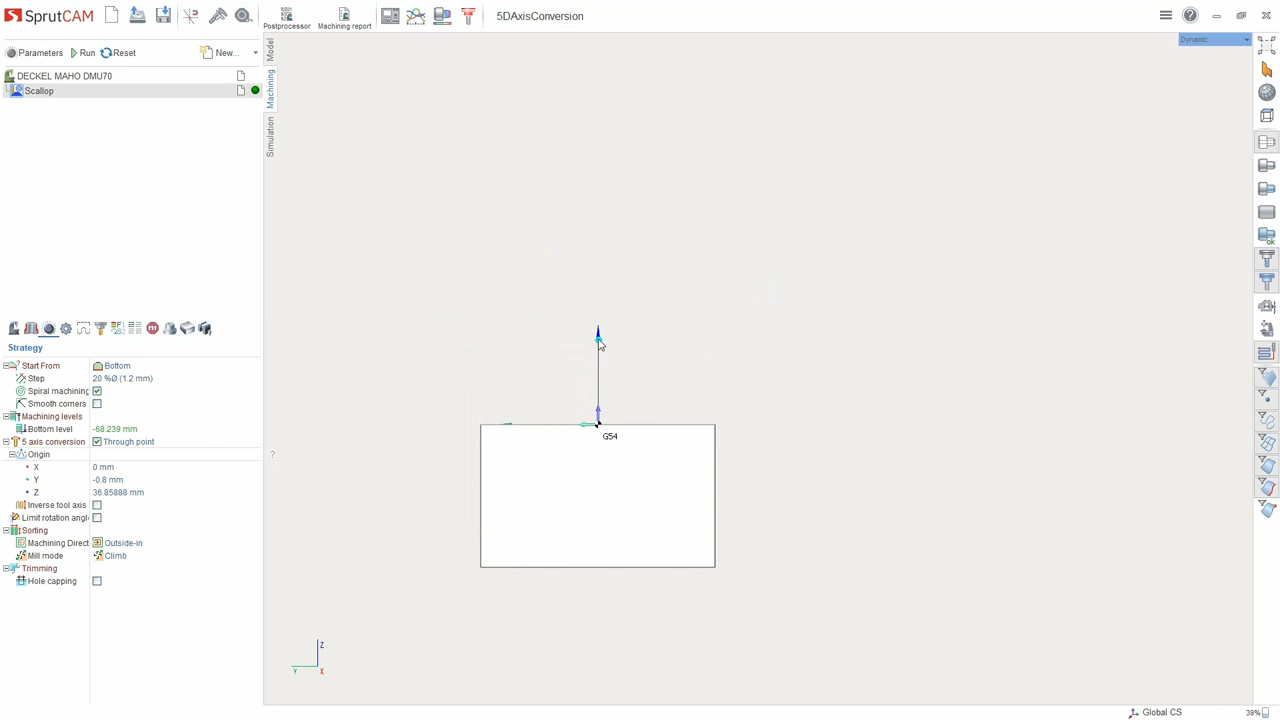 SprutCAM
Postprocessor
Machining report
5DAxisConversion
Parameters
Run
Reset
New...
Dynamic
DECKEL MAHO DMU70
Scallop
Model
Machining
Simulation
Strategy
Start From Bottom
Step 20 %Ø (1.2 mm)
Spiral machining
Smooth corners
Machining levels
Bottom level -68.239 mm
5 axis conversion Through point
Origin
X 0 mm
Y -0.8 mm
Z 36.85888 mm
Inverse tool axis
Limit rotation angl
Sorting
Machining Direct Outside-in
Mill mode Climb
Trimming
Hole capping
?
G54
Z
Y X
Global CS
39%